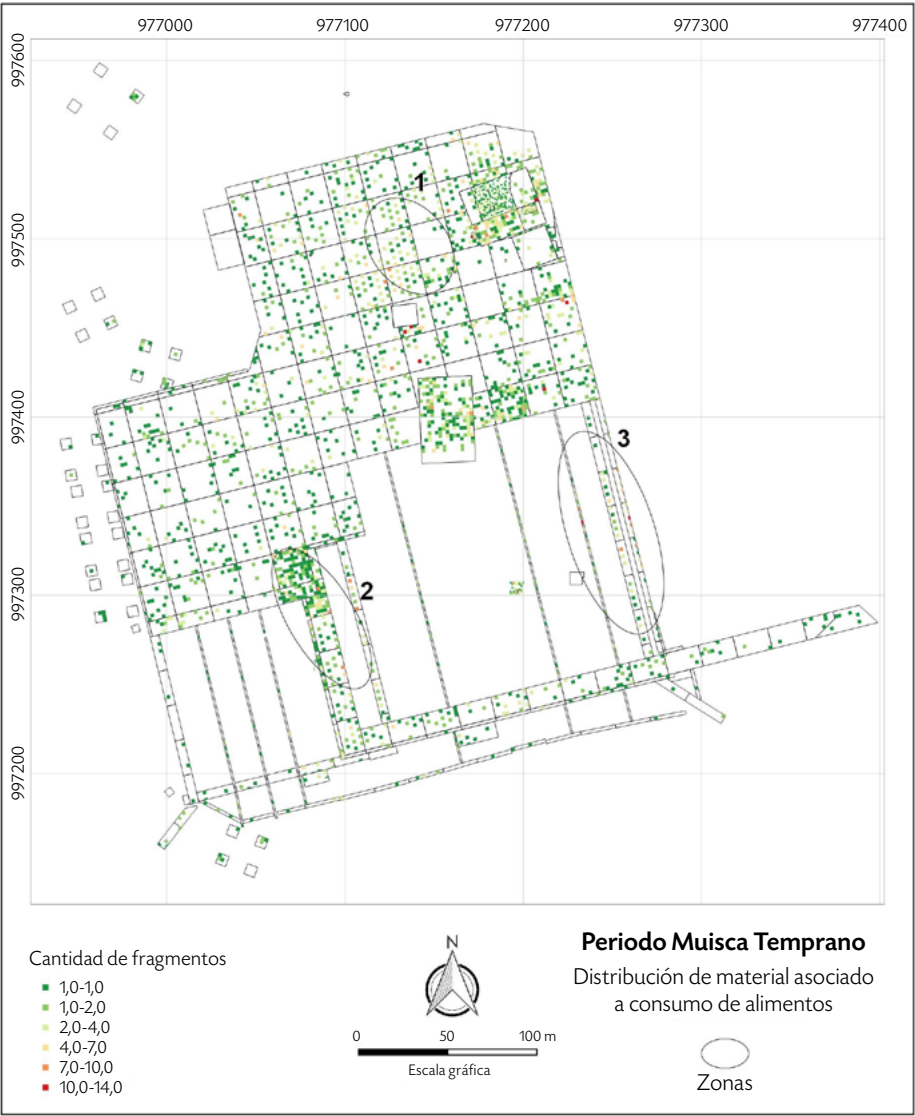 977000 977100 977200 977300 977400
997600
997500
997400
997300
997200
1
2
3
Cantidad de fragmentos
1,0-1,0
1,0-2,0
2,0-4,0
4,0-7,0
7,0-10,0
10,0-14,0
N
0 50 100 m
Escala gráfica
Periodo Muisca Temprano
Distribución de material asociado
a consumo de alimentos
Zonas